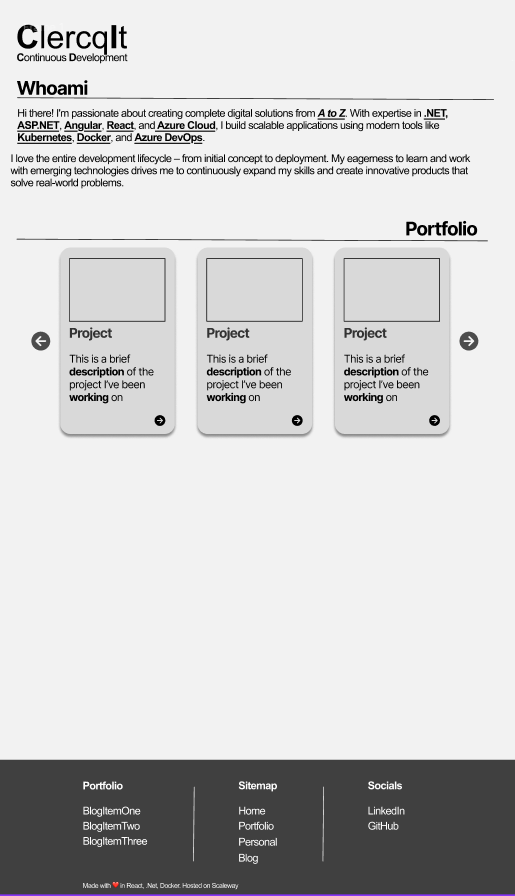 ClercqIt
Continuous Development
Whoami
Hi there! I'm passionate about creating complete digital solutions from A to Z. With expertise in .NET,
ASP.NET, Angular, React, and Azure Cloud, I build scalable applications using modern tools like
Kubernetes, Docker, and Azure DevOps.
I love the entire development lifecycle – from initial concept to deployment. My eagerness to learn and work
with emerging technologies drives me to continuously expand my skills and create innovative products that
solve real-world problems.
Portfolio
Project
This is a brief
description of the
project I've been
working on
Project
This is a brief
description of the
project I've been
working on
Project
This is a brief
description of the
project I've been
working on
Portfolio
BlogItemOne
BlogItemTwo
BlogItemThree
Sitemap
Home
Portfolio
Personal
Blog
Socials
LinkedIn
GitHub
Made with ❤️ in React, .Net, Docker. Hosted on Scaleway